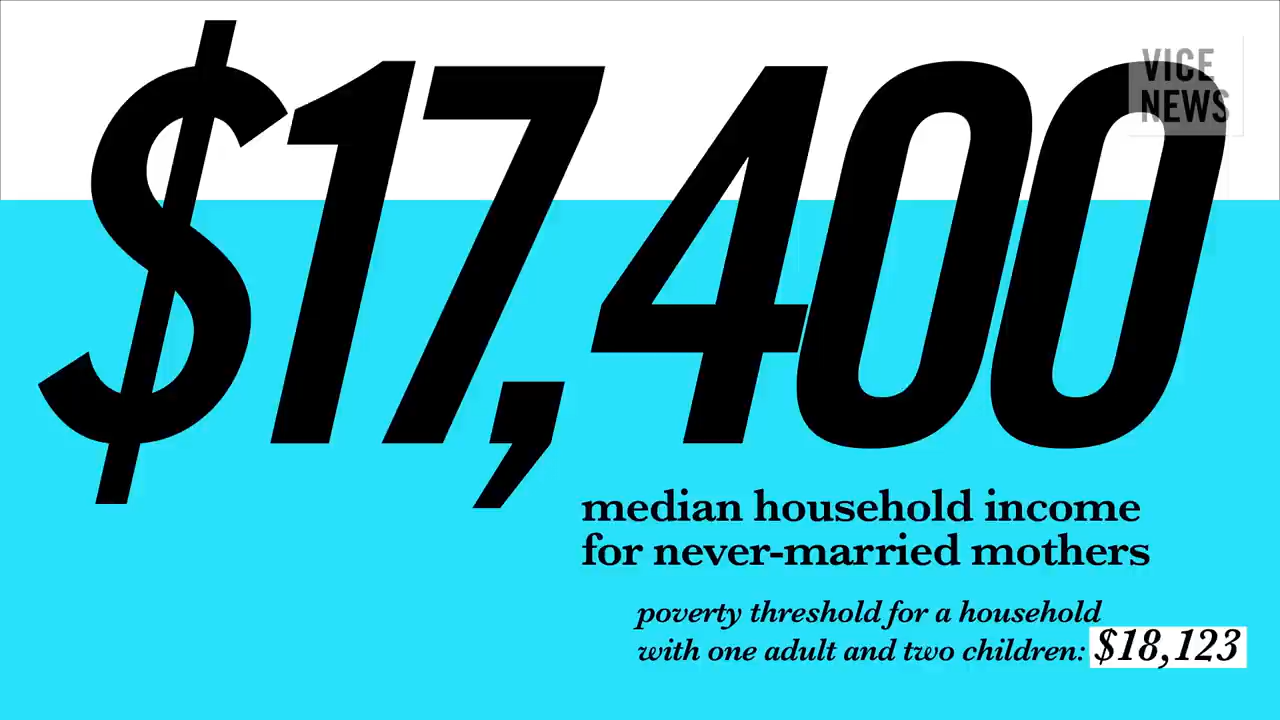 VICE
NEWS
$17,400
median household income
for never-married mothers
poverty threshold for a household
with one adult and two children: $18,123